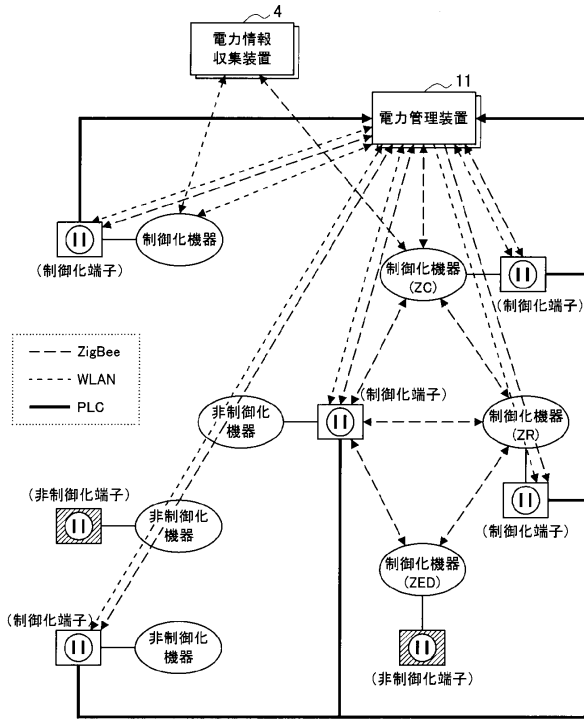 4
電力情報
収集装置
11
電力管理装置
制御化機器
(制御化端子)
制御化機器
(ZC)
(制御化端子)
ZigBee
WLAN
PLC
(制御化端子)
非制御化
機器
制御化機器
(ZR)
(非制御化端子)
非制御化
機器
(制御化端子)
制御化機器
(ZED)
(制御化端子)
非制御化
機器
(非制御化端子)